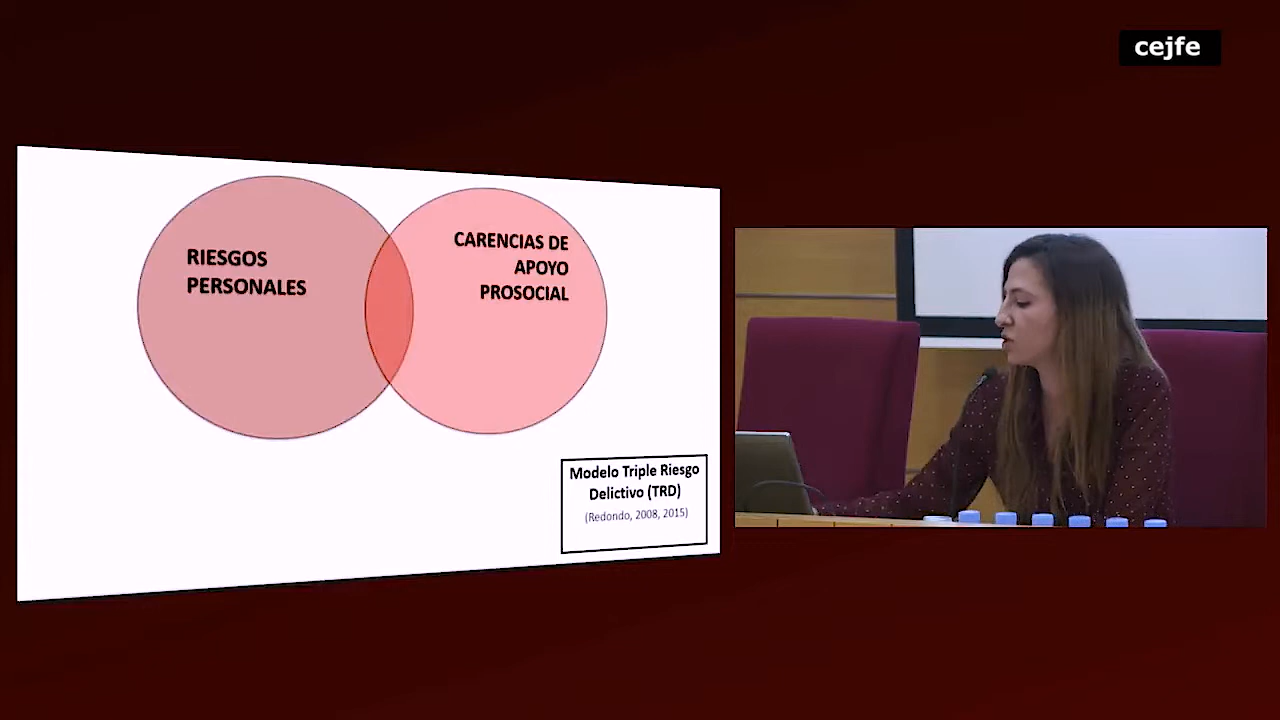 cejfe
RIESGOS
PERSONALES
CARENCIAS DE
APOYO
PROSOCIAL
Modelo Triple Riesgo
Delictivo (TRD)
(Redondo, 2008, 2015)